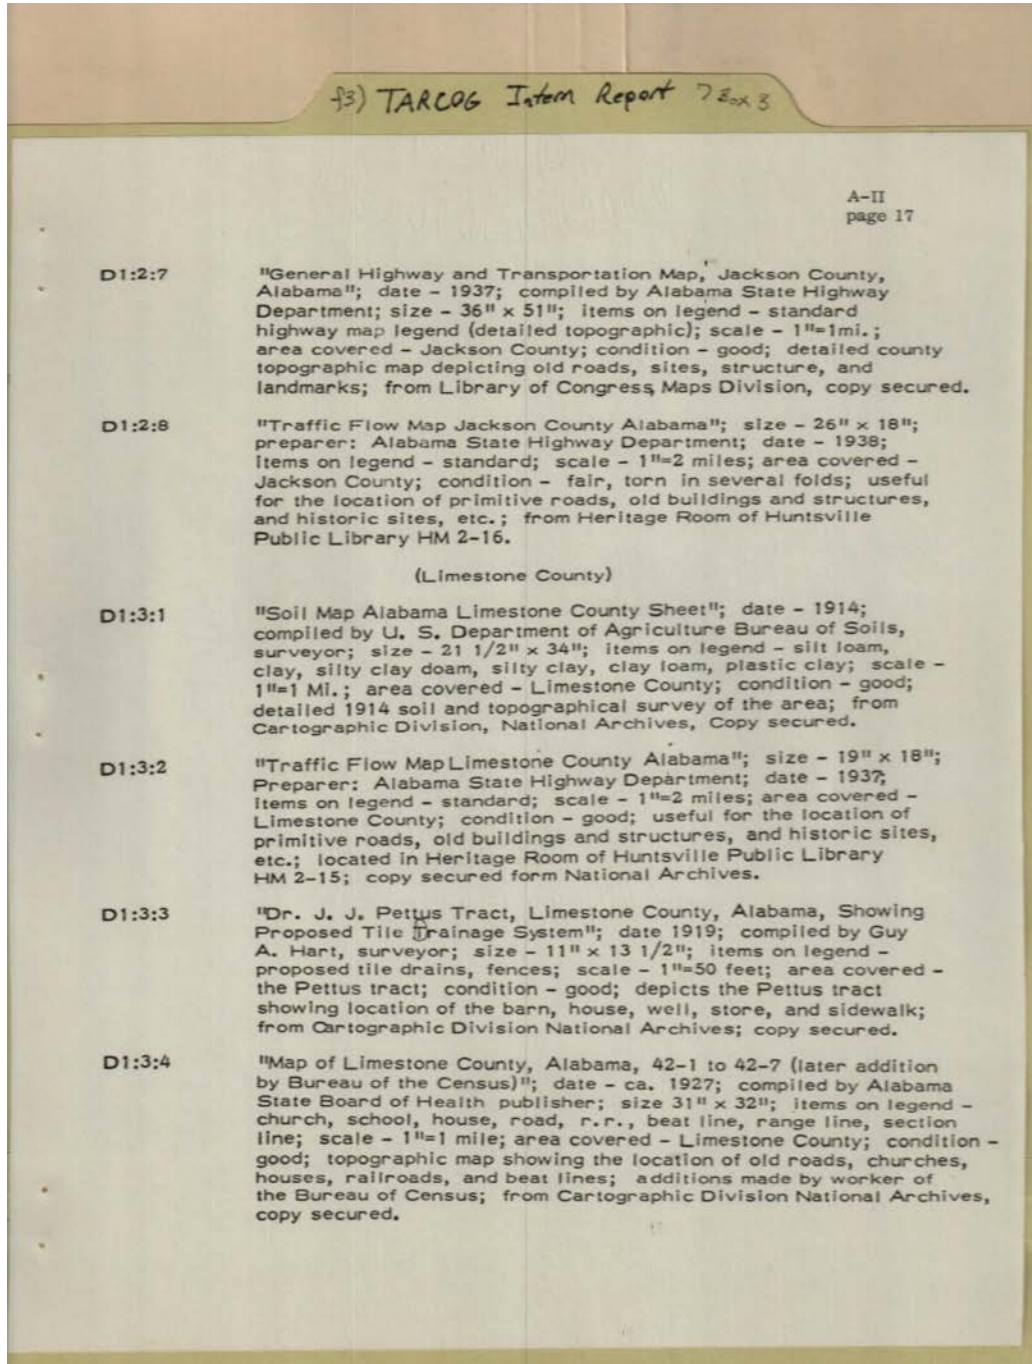 f3) TARCOG Intern Report Box 3
A-II
page 17
D1:2:7 "General Highway and Transportation Map, Jackson County,
Alabama"; date - 1937; compiled by Alabama State Highway
Department; size - 36" x 51"; items on legend - standard
highway map legend (detailed topographic); scale - 1"=1mi.;
area covered - Jackson County; condition - good; detailed county
topographic map depicting old roads, sites, structure, and
landmarks; from Library of Congress, Maps Division, copy secured.
D1:2:8 "Traffic Flow Map Jackson County Alabama"; size - 26" x 18";
preparer: Alabama State Highway Department; date - 1938;
items on legend - standard; scale - 1"=2 miles; area covered -
Jackson County; condition - fair, torn in several folds; useful
for the location of primitive roads, old buildings and structures,
and historic sites, etc.; from Heritage Room of Huntsville
Public Library HM 2-16.
(Limestone County)
D1:3:1 "Soil Map Alabama Limestone County Sheet"; date - 1914;
compiled by U. S. Department of Agriculture Bureau of Soils,
surveyor; size - 21 1/2" x 34"; items on legend - silt loam,
clay, silty clay doam, silty clay, clay loam, plastic clay; scale -
1"=1 Mi.; area covered - Limestone County; condition - good;
detailed 1914 soil and topographical survey of the area; from
Cartographic Division, National Archives, Copy secured.
D1:3:2 "Traffic Flow Map Limestone County Alabama"; size - 19" x 18";
Preparer: Alabama State Highway Department; date - 1937;
items on legend - standard; scale - 1"=2 miles; area covered -
Limestone County; condition - good; useful for the location of
primitive roads, old buildings and structures, and historic sites,
etc.; located in Heritage Room of Huntsville Public Library
HM 2-15; copy secured form National Archives.
D1:3:3 "Dr. J. J. Pettus Tract, Limestone County, Alabama, Showing
Proposed Tile Drainage System"; date 1919; compiled by Guy
A. Hart, surveyor; size - 11" x 13 1/2"; items on legend -
proposed tile drains, fences; scale - 1"=50 feet; area covered -
the Pettus tract; condition - good; depicts the Pettus tract
showing location of the barn, house, well, store, and sidewalk;
from Cartographic Division National Archives; copy secured.
D1:3:4 "Map of Limestone County, Alabama, 42-1 to 42-7 (later addition
by Bureau of the Census)"; date - ca. 1927; compiled by Alabama
State Board of Health publisher; size 31" x 32"; items on legend -
church, school, house, road, r.r., beat line, range line, section
line; scale - 1"=1 mile; area covered - Limestone County; condition -
good; topographic map showing the location of old roads, churches,
houses, railroads, and beat lines; additions made by worker of
the Bureau of Census; from Cartographic Division National Archives,
copy secured.